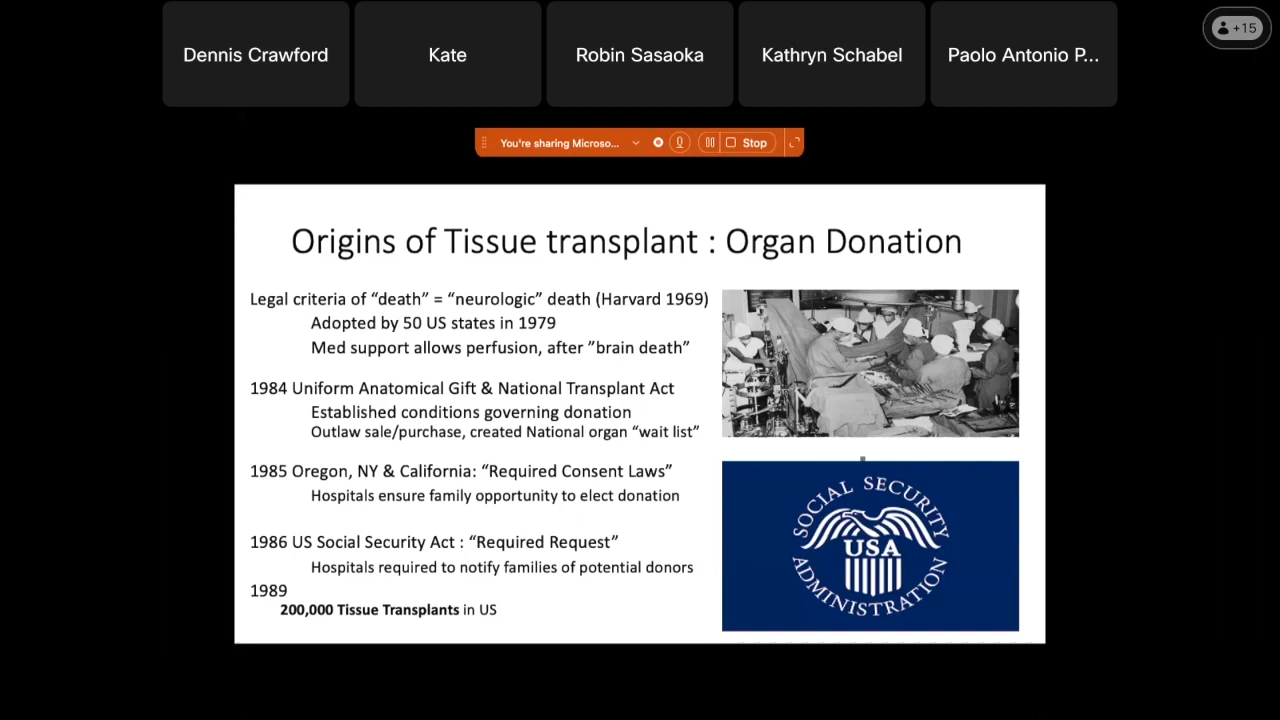 Dennis Crawford
Kate
Robin Sasaoka
Kathryn Schabel
Paolo Antonio P...
+15
You're sharing Microso...
Stop
Origins of Tissue transplant : Organ Donation
Legal criteria of “death” = “neurologic” death (Harvard 1969)
Adopted by 50 US states in 1979
Med support allows perfusion, after ”brain death”
1984 Uniform Anatomical Gift & National Transplant Act
Established conditions governing donation
Outlaw sale/purchase, created National organ “wait list”
1985 Oregon, NY & California: “Required Consent Laws”
Hospitals ensure family opportunity to elect donation
1986 US Social Security Act : “Required Request”
Hospitals required to notify families of potential donors
1989
200,000 Tissue Transplants in US
SOCIAL SECURITY
USA
ADMINISTRATION